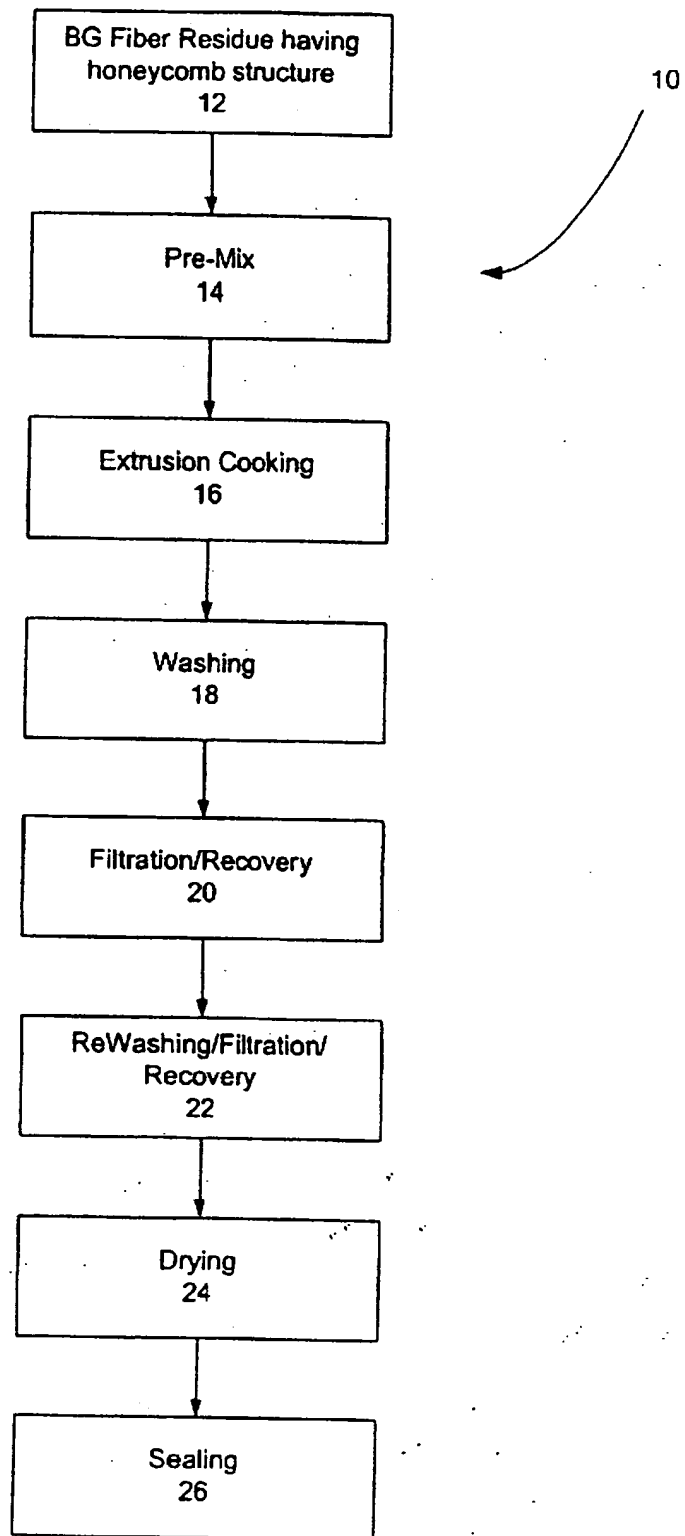 BG Fiber Residue having
honeycomb structure
12
10
Pre-Mix
14
Extrusion Cooking
16
Washing
18
Filtration/Recovery
20
ReWashing/Filtration/
Recovery
22
Drying
24
Sealing
26